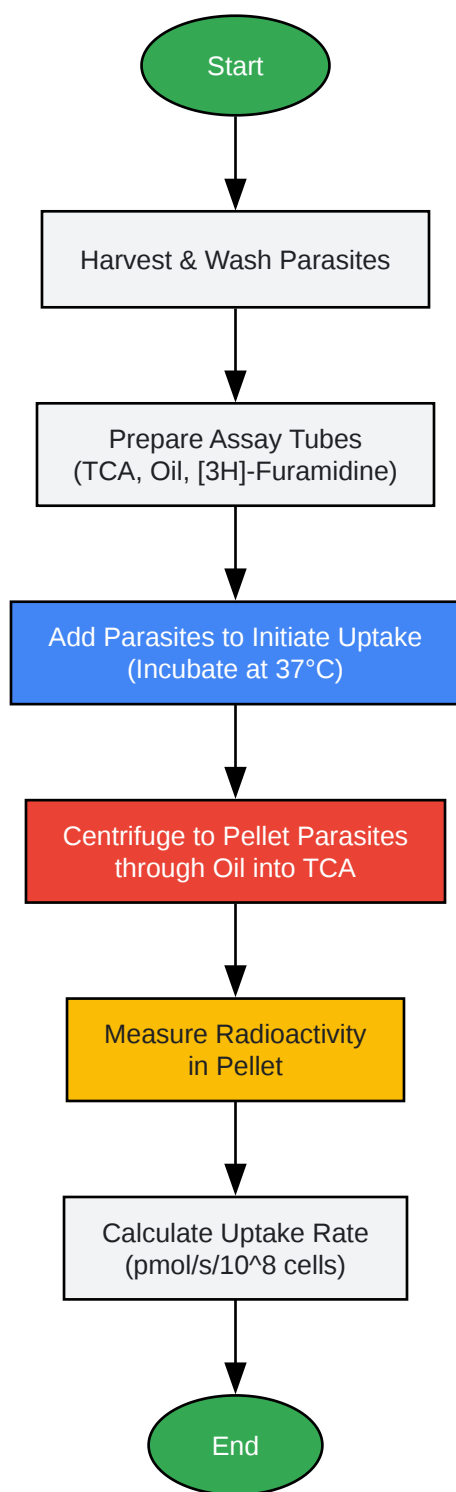 Start
Harvest & Wash Parasites
Prepare Assay Tubes
(TCA, Oil, [3H]-Furamidine)
Add Parasites to Initiate Uptake
(Incubate at 37°C)
Centrifuge to Pellet Parasites
through Oil into TCA
Measure Radioactivity
in Pellet
Calculate Uptake Rate
(pmol/s/10^8 cells)
End